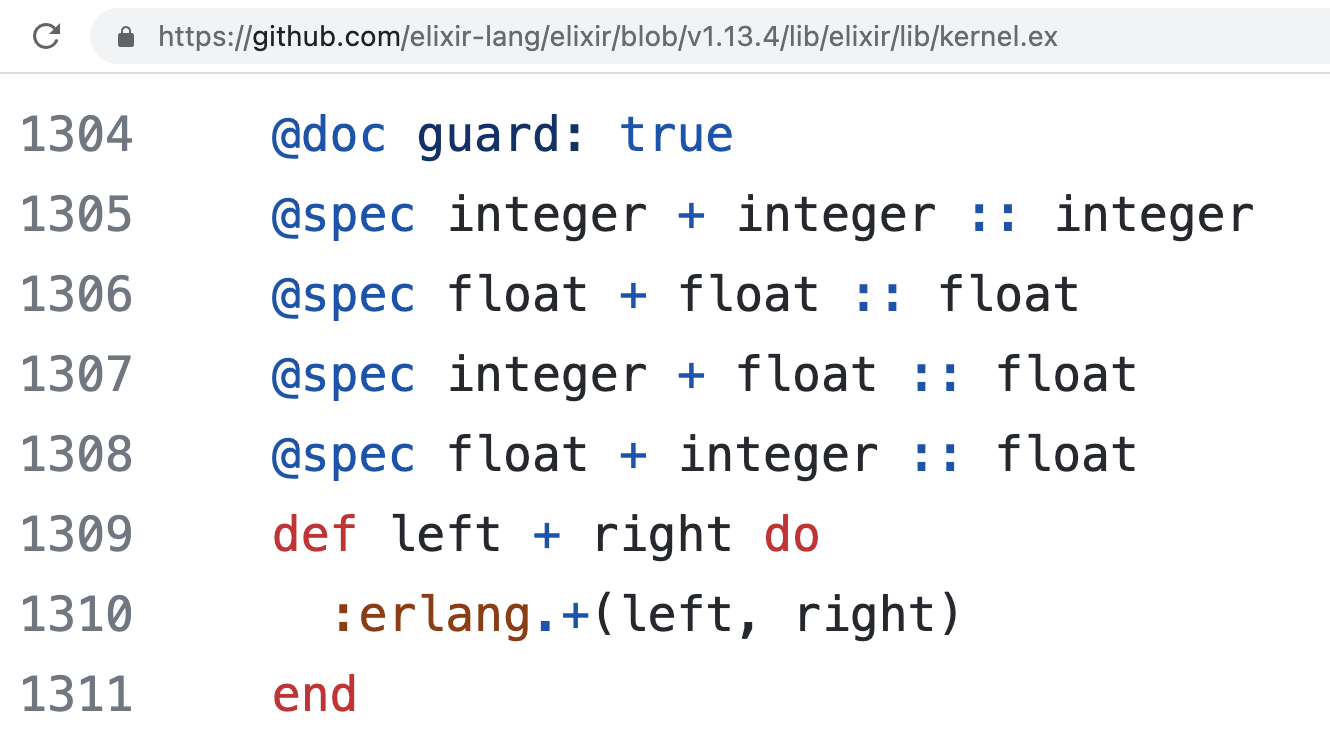 https://github.com/elixir-lang/elixir/blob/v1.13.4/lib/elixir/lib/kernel.ex
1304 @doc guard: true
1305 @spec integer + integer :: integer
1306 @spec float + float :: float
1307 @spec integer + float :: float
1308 @spec float + integer :: float
1309 def left + right do
1310 :erlang.+(left, right)
1311 end